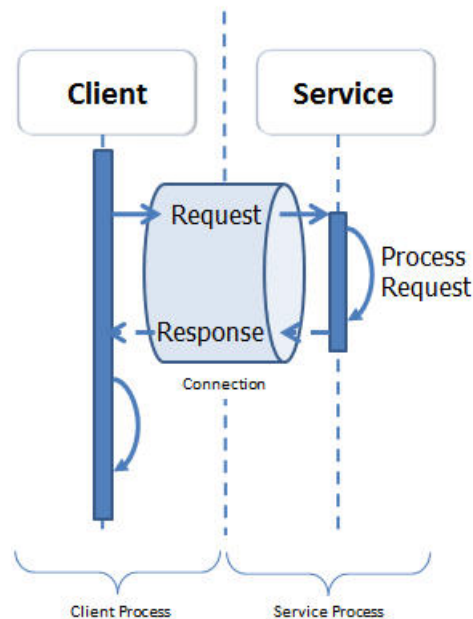 Client
Service
Request
Process
Request
Response
Connection
Client Process
Service Process